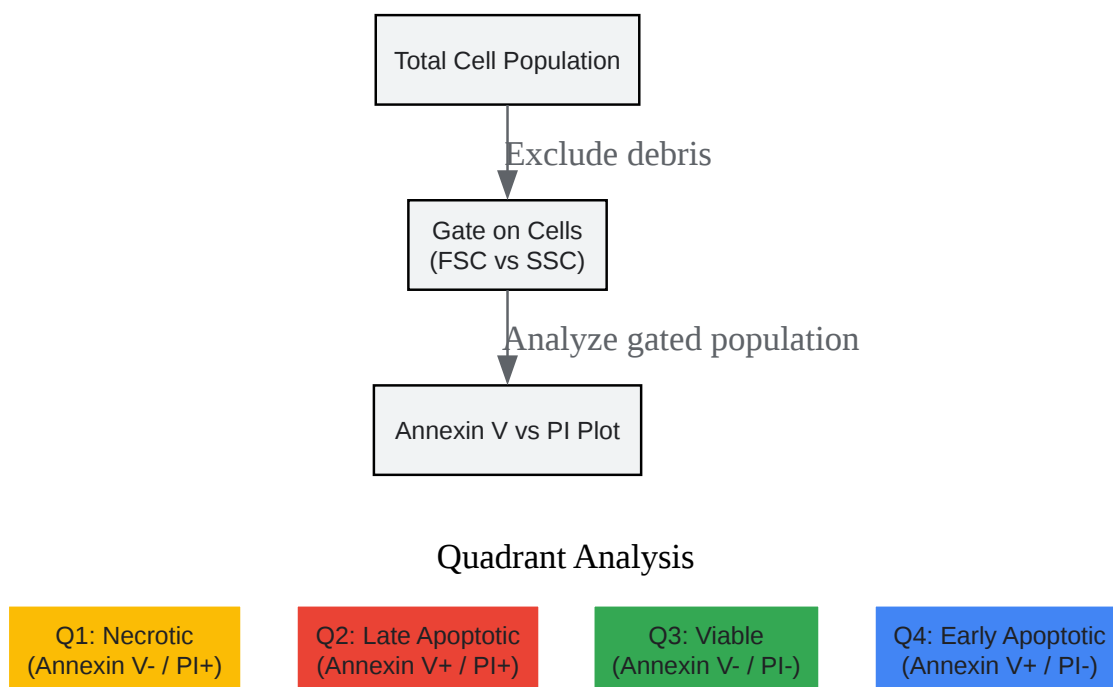 Total Cell Population
Exclude debris
Gate on Cells
(FSC vs SSC)
Analyze gated population
Annexin V vs PI Plot
Quadrant Analysis
Q1: Necrotic
(Annexin V- / PI+)
Q2: Late Apoptotic
(Annexin V+ / PI+)
Q3: Viable
(Annexin V- / PI-)
Q4: Early Apoptotic
(Annexin V+ / PI-)